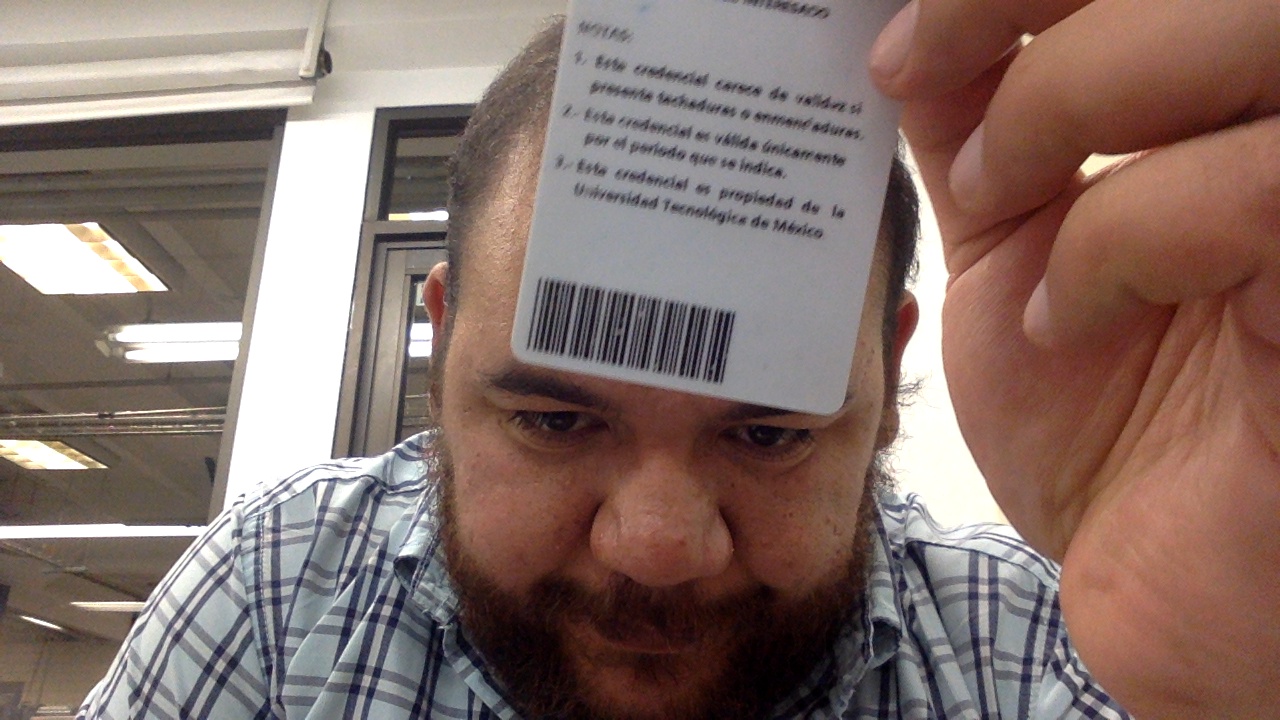 INTERESADO
NOTAS:
1.- Esta credencial carece de validez si
presenta tachaduras o enmendaduras.
2.- Esta credencial es válida únicamente
por el periodo que se indica.
3.- Esta credencial es propiedad de la
Universidad Tecnológica de México